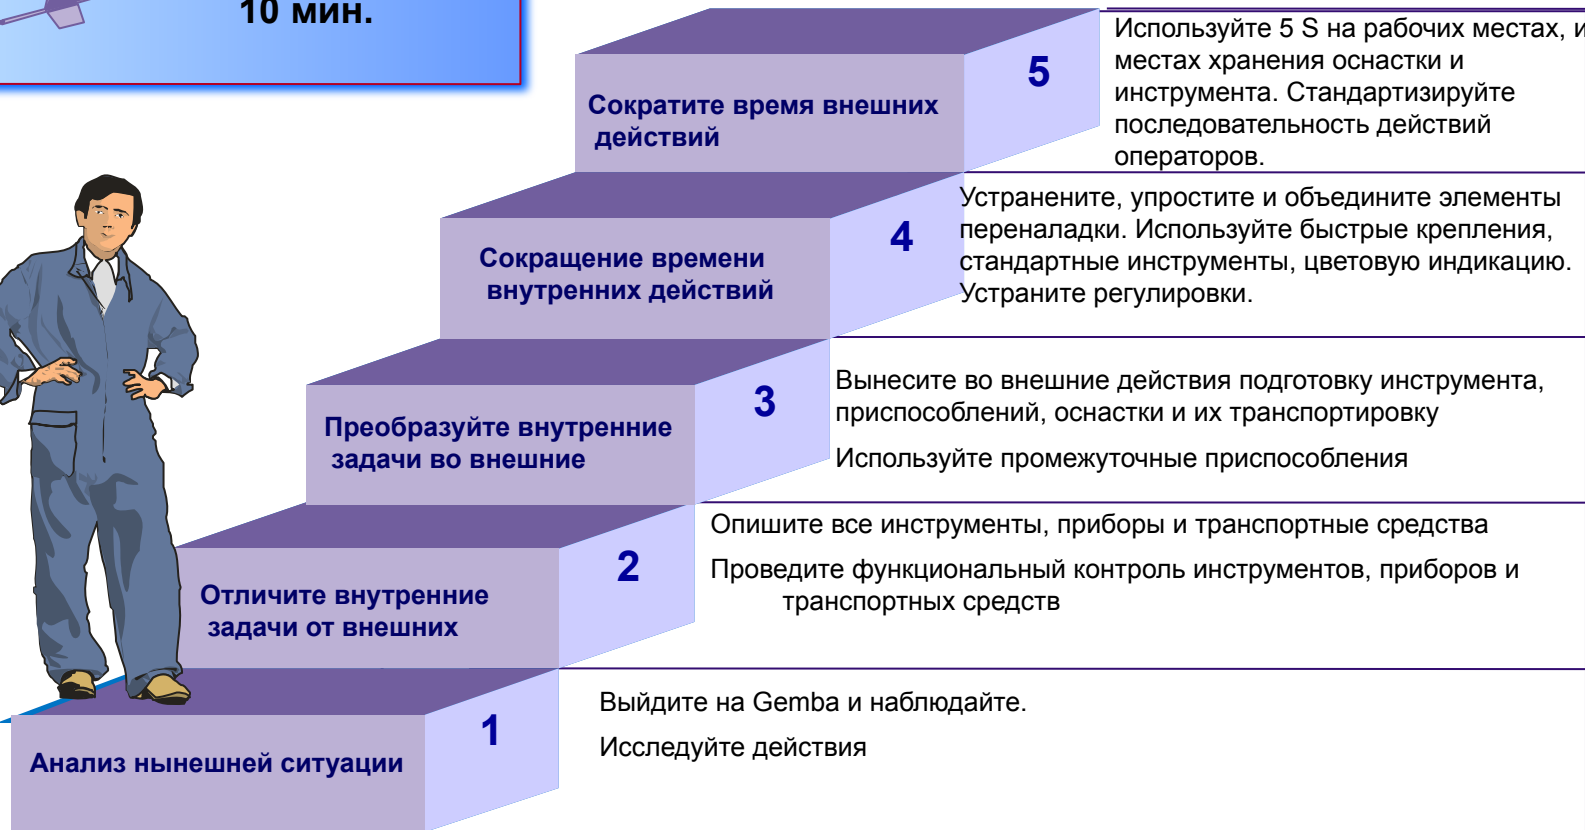 10 мин.
5
Сократите время внешних
действий
Используйте 5 S на рабочих местах, и
местах хранения оснастки и
инструмента. Стандартизируйте
последовательность действий
операторов.
4
Сокращение времени
внутренних действий
Устранените, упростите и объедините элементы
переналадки. Используйте быстрые крепления,
стандартные инструменты, цветовую индикацию.
Устраните регулировки.
3
Преобразуйте внутренние
задачи во внешние
Вынесите во внешние действия подготовку инструмента,
приспособлений, оснастки и их транспортировку
Используйте промежуточные приспособления
2
Отличите внутренние
задачи от внешних
Опишите все инструменты, приборы и транспортные средства
Проведите функциональный контроль инструментов, приборов и
транспортных средств
1
Анализ нынешней ситуации
Выйдите на Gemba и наблюдайте.
Исследуйте действия